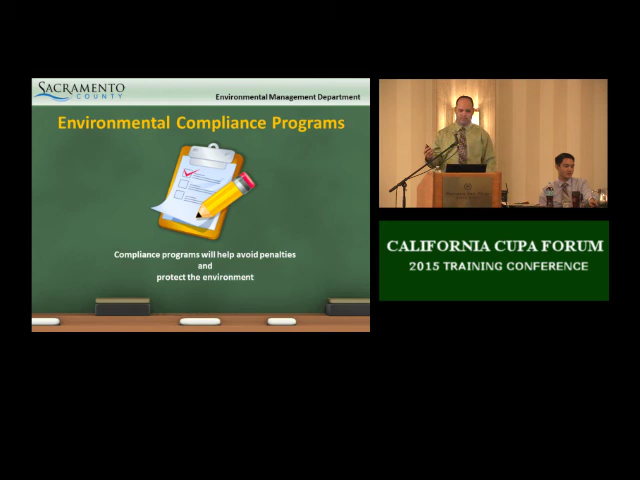 SACRAMENTO
COUNTY
Environmental Management Department
Environmental Compliance Programs
Compliance programs will help avoid penalties
and
protect the environment
CALIFORNIA CUPA FORUM
2015 TRAINING CONFERENCE